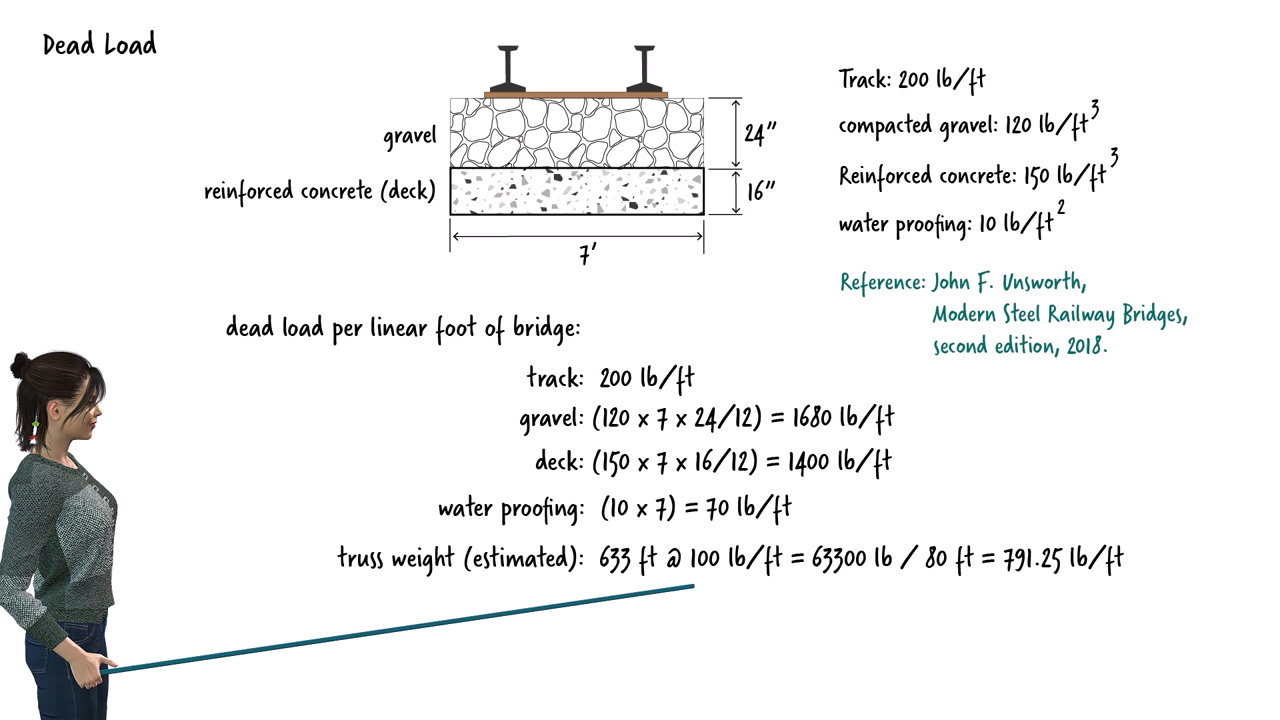 Dead Load
gravel
24"
reinforced concrete (deck)
16"
7'
Track: 200 lb/ft
compacted gravel: 120 lb/ft³
Reinforced concrete: 150 lb/ft³
water proofing: 10 lb/ft²
Reference: John F. Unsworth,
Modern Steel Railway Bridges,
second edition, 2018.
dead load per linear foot of bridge:
track: 200 lb/ft
gravel: (120 x 7 x 24/12) = 1680 lb/ft
deck: (150 x 7 x 16/12) = 1400 lb/ft
water proofing: (10 x 7) = 70 lb/ft
truss weight (estimated): 633 ft @ 100 lb/ft = 63300 lb / 80 ft = 791.25 lb/ft